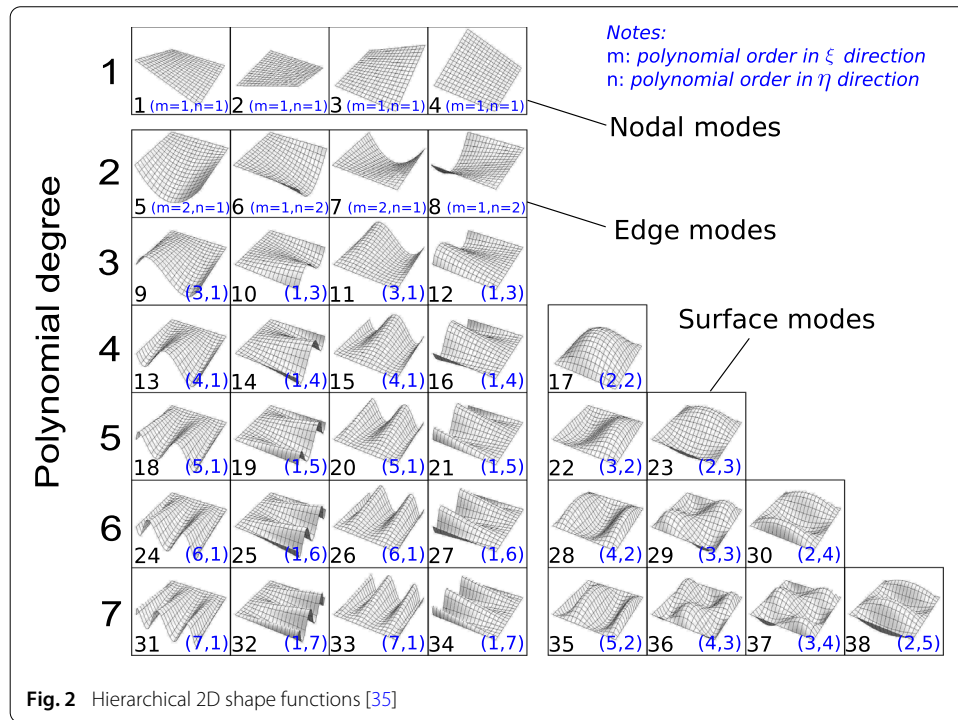 Notes:
m: polynomial order in ξ direction
n: polynomial order in η direction
Polynomial degree
1
1 (m=1,n=1) 2 (m=1,n=1) 3 (m=1,n=1) 4 (m=1,n=1)
Nodal modes
2
5 (m=2,n=1) 6 (m=1,n=2) 7 (m=2,n=1) 8 (m=1,n=2)
Edge modes
3
9 (3,1) 10 (1,3) 11 (3,1) 12 (1,3)
Surface modes
4
13 (4,1) 14 (1,4) 15 (4,1) 16 (1,4) 17 (2,2)
5
18 (5,1) 19 (1,5) 20 (5,1) 21 (1,5) 22 (3,2) 23 (2,3)
6
24 (6,1) 25 (1,6) 26 (6,1) 27 (1,6) 28 (4,2) 29 (3,3) 30 (2,4)
7
31 (7,1) 32 (1,7) 33 (7,1) 34 (1,7) 35 (5,2) 36 (4,3) 37 (3,4) 38 (2,5)
Fig. 2 Hierarchical 2D shape functions [35]